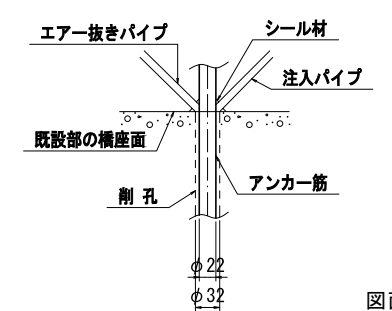 エアー抜きパイプ
シール材
注入パイプ
既設部の橋座面
アンカー筋
削 孔
φ22
φ32
図